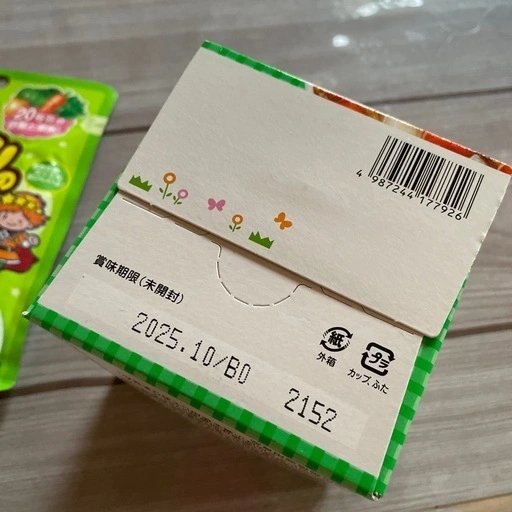 4 987244 177926
賞味期限(未開封)
2025.10/B0
2152
紙
外箱
プラ
カップ、ふた